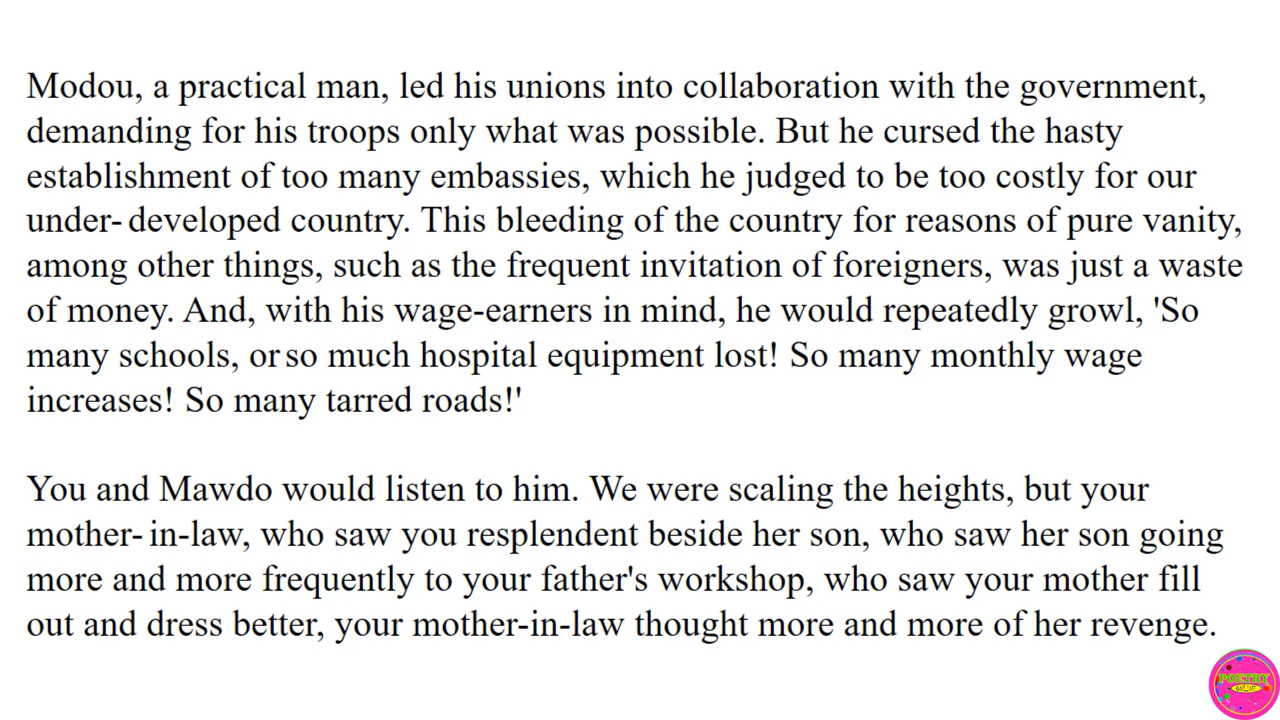 Modou, a practical man, led his unions into collaboration with the government,
demanding for his troops only what was possible. But he cursed the hasty
establishment of too many embassies, which he judged to be too costly for our
under- developed country. This bleeding of the country for reasons of pure vanity,
among other things, such as the frequent invitation of foreigners, was just a waste
of money. And, with his wage-earners in mind, he would repeatedly growl, 'So
many schools, or so much hospital equipment lost! So many monthly wage
increases! So many tarred roads!'
You and Mawdo would listen to him. We were scaling the heights, but your
mother- in-law, who saw you resplendent beside her son, who saw her son going
more and more frequently to your father's workshop, who saw your mother fill
out and dress better, your mother-in-law thought more and more of her revenge.
POETRY